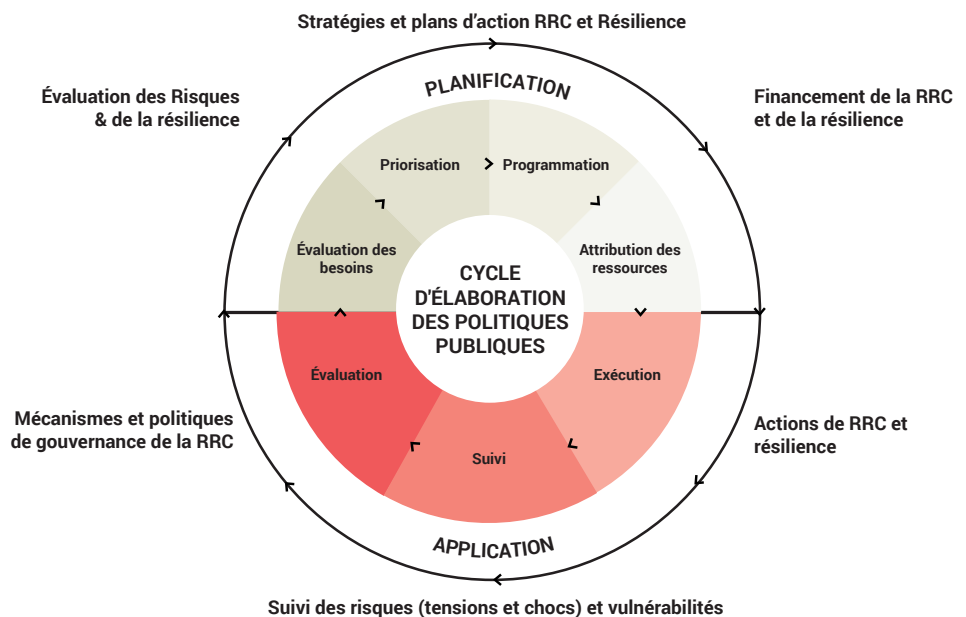 Stratégies et plans d'action RRC et Résilience
Évaluation des Risques
& de la résilience
PLANIFICATION
Financement de la RRC
et de la résilience
Priorisation
Programmation
Évaluation des
besoins
Attribution des
ressources
CYCLE
D'ÉLABORATION
DES POLITIQUES
PUBLIQUES
Évaluation
Exécution
Mécanismes et politiques
de gouvernance de la RRC
Actions de RRC et
résilience
Suivi
APPLICATION
Suivi des risques (tensions et chocs) et vulnérabilités